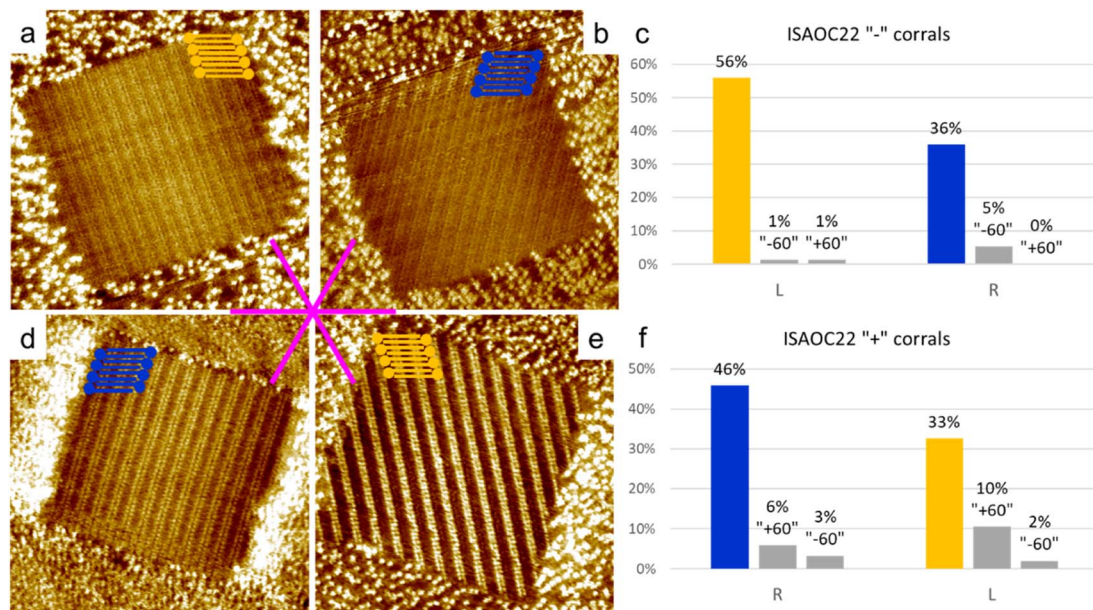 a
b
c
ISAOC22 "-" corrals
60%
50%
40%
30%
20%
10%
0%
56%
1%
"-60"
1%
"+60"
36%
5%
"-60"
0%
"+60"
L
R
d
e
f
ISAOC22 "+" corrals
50%
40%
30%
20%
10%
0%
46%
6%
"+60"
3%
"-60"
33%
10%
"+60"
2%
"-60"
R
L